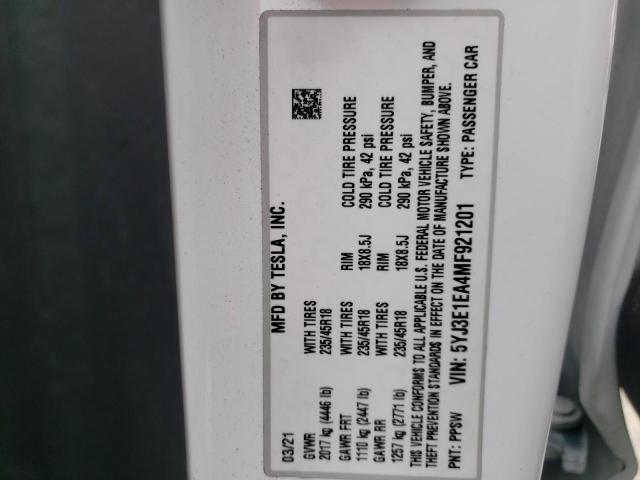 03/21 MFD BY TESLA, INC.
GVWR WITH TIRES RIM COLD TIRE PRESSURE
2017 kg (4446 lb) 235/45R18 18X8.5J 290 kPa, 42 psi
GAWR FRT WITH TIRES RIM COLD TIRE PRESSURE
1110 kg (2447 lb) 235/45R18 18X8.5J 290 kPa, 42 psi
GAWR RR WITH TIRES
1257 kg (2771 lb) 235/45R18
THIS VEHICLE CONFORMS TO ALL APPLICABLE U.S. FEDERAL MOTOR VEHICLE SAFETY, BUMPER, AND
THEFT PREVENTION STANDARDS IN EFFECT ON THE DATE OF MANUFACTURE SHOWN ABOVE.
PNT: PPSW VIN: 5YJ3E1EA4MF921201 TYPE: PASSENGER CAR